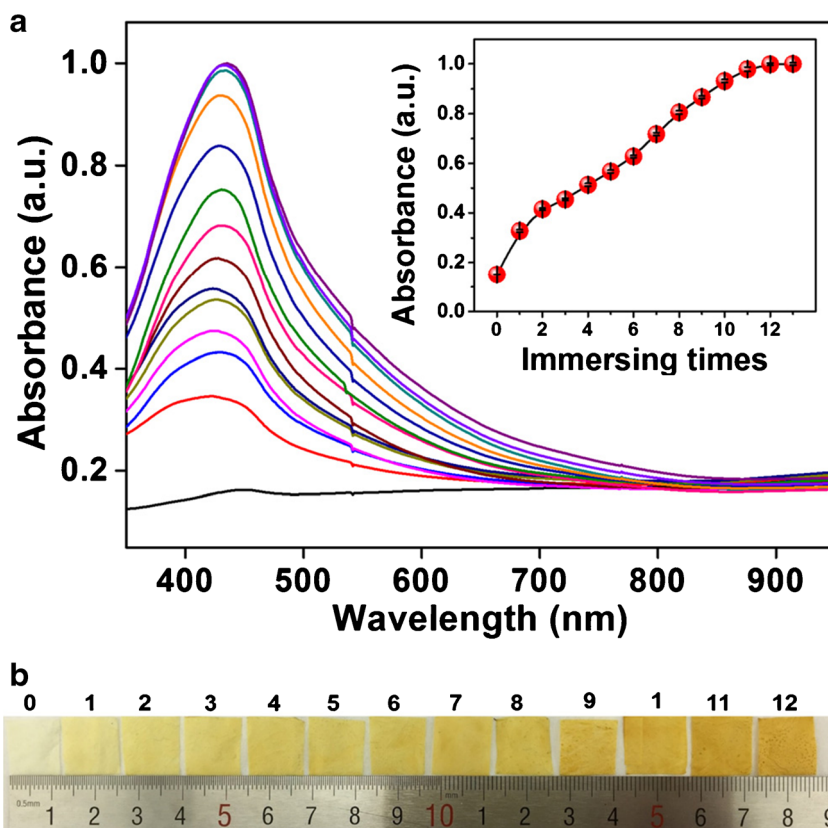 a
Absorbance (a.u.)
1.0
0.8
0.6
0.4
0.2
400 500 600 700 800 900
Wavelength (nm)
Absorbance (a.u.)
1.0
0.8
0.6
0.4
0.2
0.0
0 2 4 6 8 10 12
Immersing times
b
0 1 2 3 4 5 6 7 8 9 1 11 12
0.5mm
1 2 3 4 5 6 7 8 9 10 1 2 3 4 5 6 7 8 9